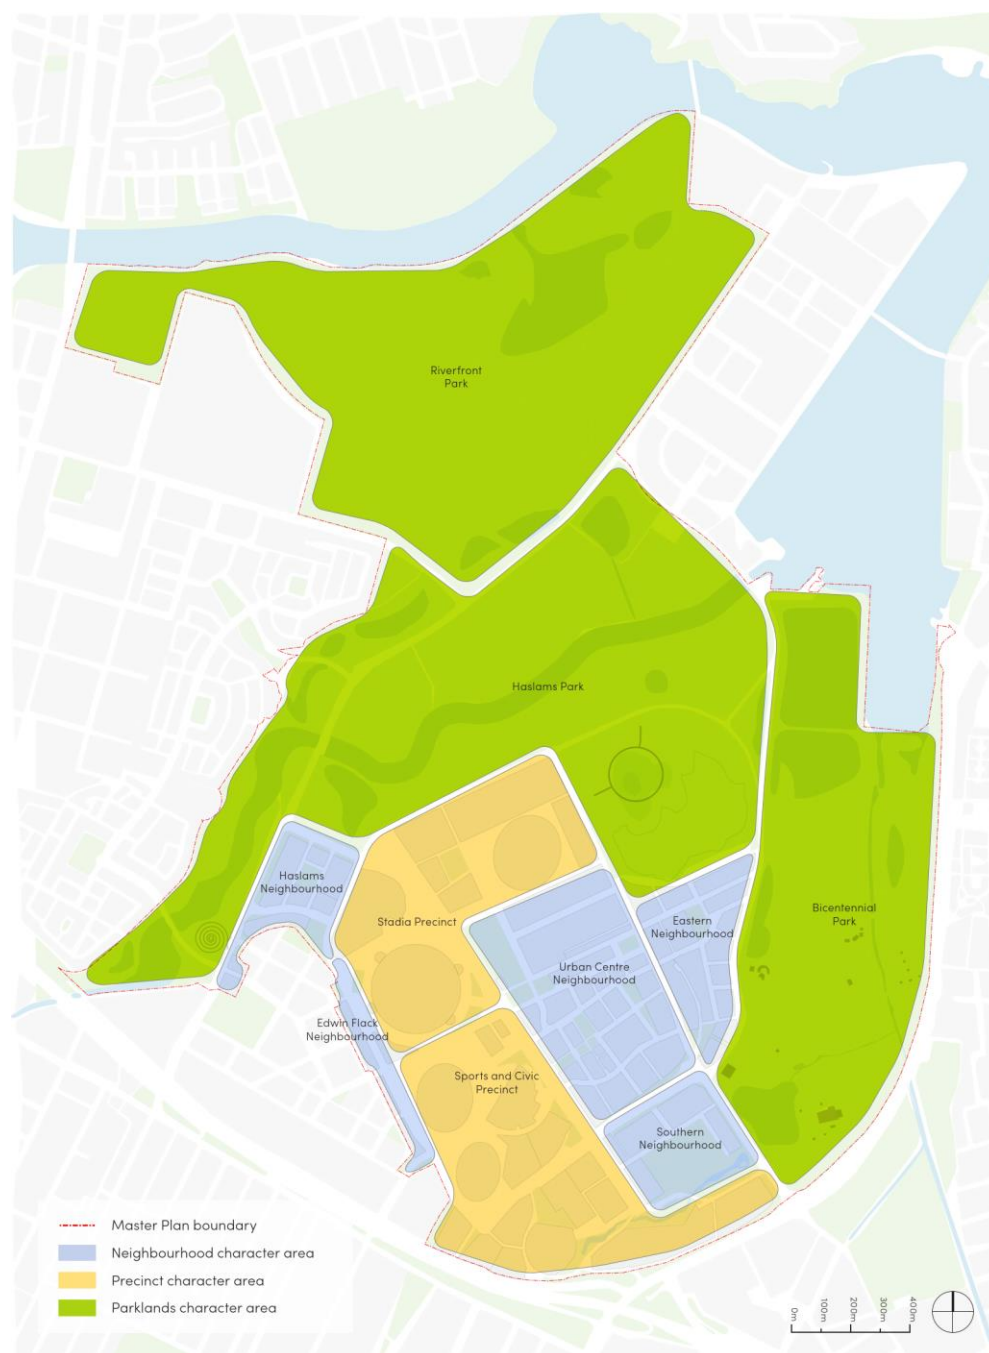 Riverfront
Park
Haslams Park
Haslams
Neighbourhood
Stadia Precinct
Bicentennial
Park
Eastern
Neighbourhood
Urban Centre
Neighbourhood
Edwin Flack
Neighbourhood
Sports and Civic
Precinct
Southern
Neighbourhood
Master Plan boundary
Neighbourhood character area
Precinct character area
Parklands character area
0m
100m
200m
300m
400m